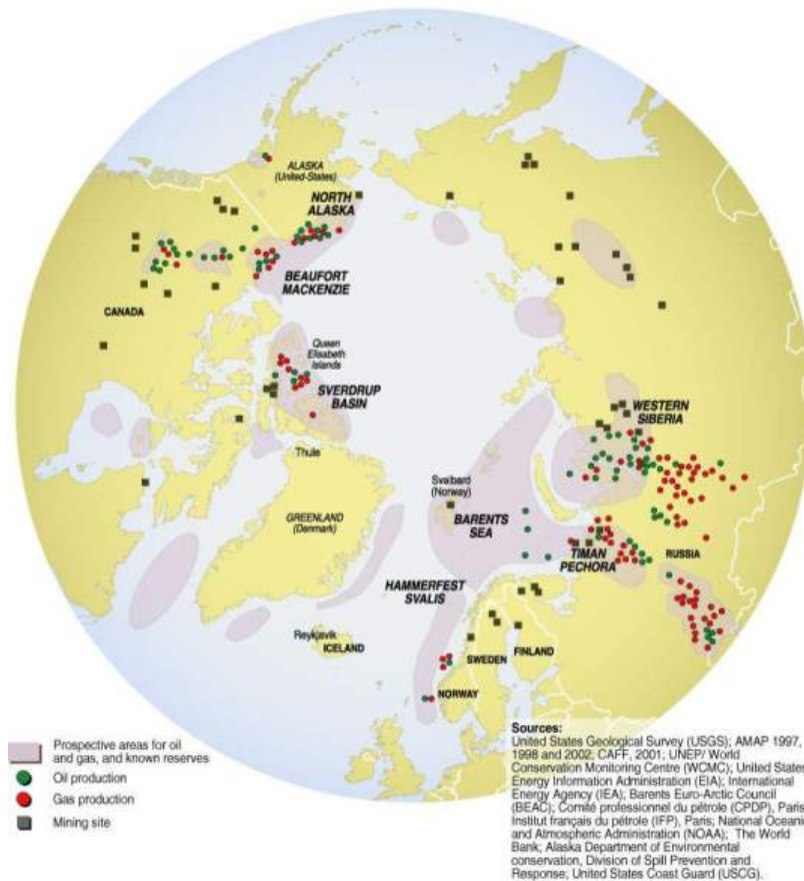 ALASKA
(United-States)
NORTH
ALASKA
BEAUFORT
MACKENZIE
CANADA
Queen
Elisabeth
Islands
SVERDRUP
BASIN
WESTERN
SIBERIA
Thule
Svalbard
(Norway)
GREENLAND
(Denmark)
BARENTS
SEA
TIMAN
PECHORA
RUSSIA
HAMMERFEST
SVALIS
Reykjavik
ICELAND
SWEDEN
FINLAND
NORWAY
Prospective areas for oil
and gas, and known reserves
Oil production
Gas production
Mining site
Sources:
United States Geological Survey (USGS); AMAP 1997,
1998 and 2002; CAFF, 2001; UNEP/ World
Conservation Monitoring Centre (WCMC); United States
Energy Information Administration (EIA); International
Energy Agency (IEA); Barents Euro-Arctic Council
(BEAC); Comité professionnel du pétrole (CPDP), Paris
Institut français du pétrole (IFP), Paris; National Oceanic
and Atmospheric Administration (NOAA); The World
Bank; Alaska Department of Environmental
conservation, Division of Spill Prevention and
Response; United States Coast Guard (USCG).